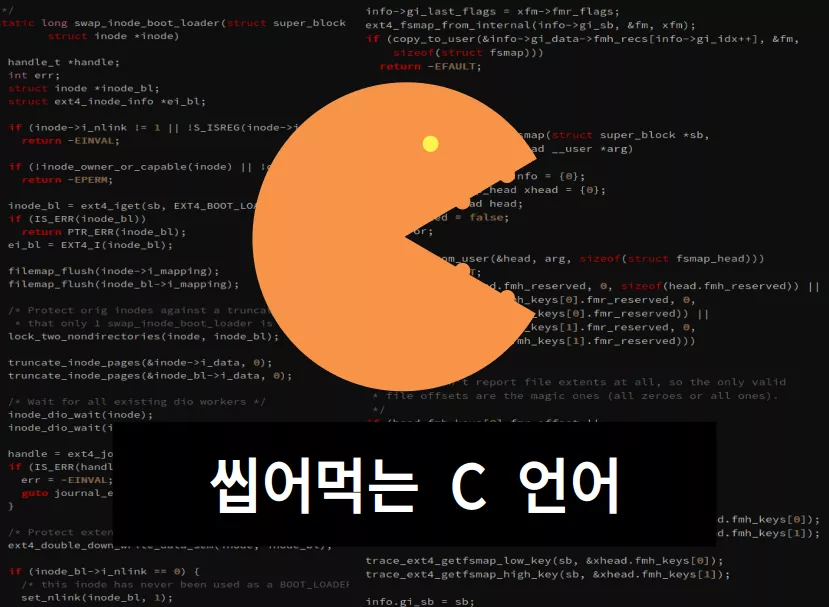 */
tatic long swap_inode_boot_loader(struct super_block
struct inode *inode)
handle_t *handle;
int err;
struct inode *inode_bl;
struct ext4_inode_info *ei_bl;
if (inode->i_nlink != 1 || !S_ISREG(inode->i
return -EINVAL;
if (!inode_owner_or_capable(inode) ||
return -EPERM;
inode_bl = ext4_iget(sb, EXT4_BOOT_LOA
if (IS_ERR(inode_bl))
return PTR_ERR(inode_bl);
ei_bl = EXT4_I(inode_bl);
filemap_flush(inode->i_mapping);
filemap_flush(inode_bl->i_mapping);
/* Protect orig inodes against a truncat
* that only 1 swap_inode_boot_loader is
lock_two_nondirectories(inode, inode_bl);
truncate_inode_pages(&inode->i_data, 0);
truncate_inode_pages(&inode_bl->i_data, 0);
/* Wait for all existing dio workers */
inode_dio_wait(inode);
inode_dio_wait(i
handle = ext4_jo
if (IS_ERR(handl
err = -EINVAL;
goto journal_e
}
/* Protect exten
ext4_double_down_write_data_sem(inode, inode_bl);
if (inode_bl->i_nlink == 0) {
/* this inode has never been used as a BOOT_LOADER
set_nlink(inode_bl, 1);
info->gi_last_flags = xfm->fmr_flags;
ext4_fsmap_from_internal(info->gi_sb, &fm, xfm);
if (copy_to_user(&info->gi_data->fmh_recs[info->gi_idx++], &fm,
sizeof(struct fsmap)))
return -EFAULT;
smap(struct super_block *sb,
ad __user *arg)
nfo = {0};
_head xhead = {0};
ad head;
ed = false;
or;
om_user(&head, arg, sizeof(struct fsmap_head)))
T;
d.fmh_reserved, 0, sizeof(head.fmh_reserved)) ||
h_keys[0].fmr_reserved, 0,
_keys[0].fmr_reserved)) ||
h_keys[1].fmr_reserved, 0,
mh_keys[1].fmr_reserved)))
't report file extents at all, so the only valid
* file offsets are the magic ones (all zeroes or all ones).
*/
씹어먹는 C 언어
d.fmh_keys[0]);
d.fmh_keys[1]);
trace_ext4_getfsmap_low_key(sb, &xhead.fmh_keys[0]);
trace_ext4_getfsmap_high_key(sb, &xhead.fmh_keys[1]);
info.gi_sb = sb;